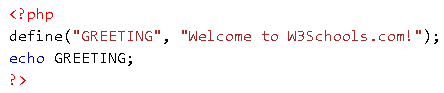 <?php
define("GREETING", "Welcome to W3Schools.com!");
echo GREETING;
?>